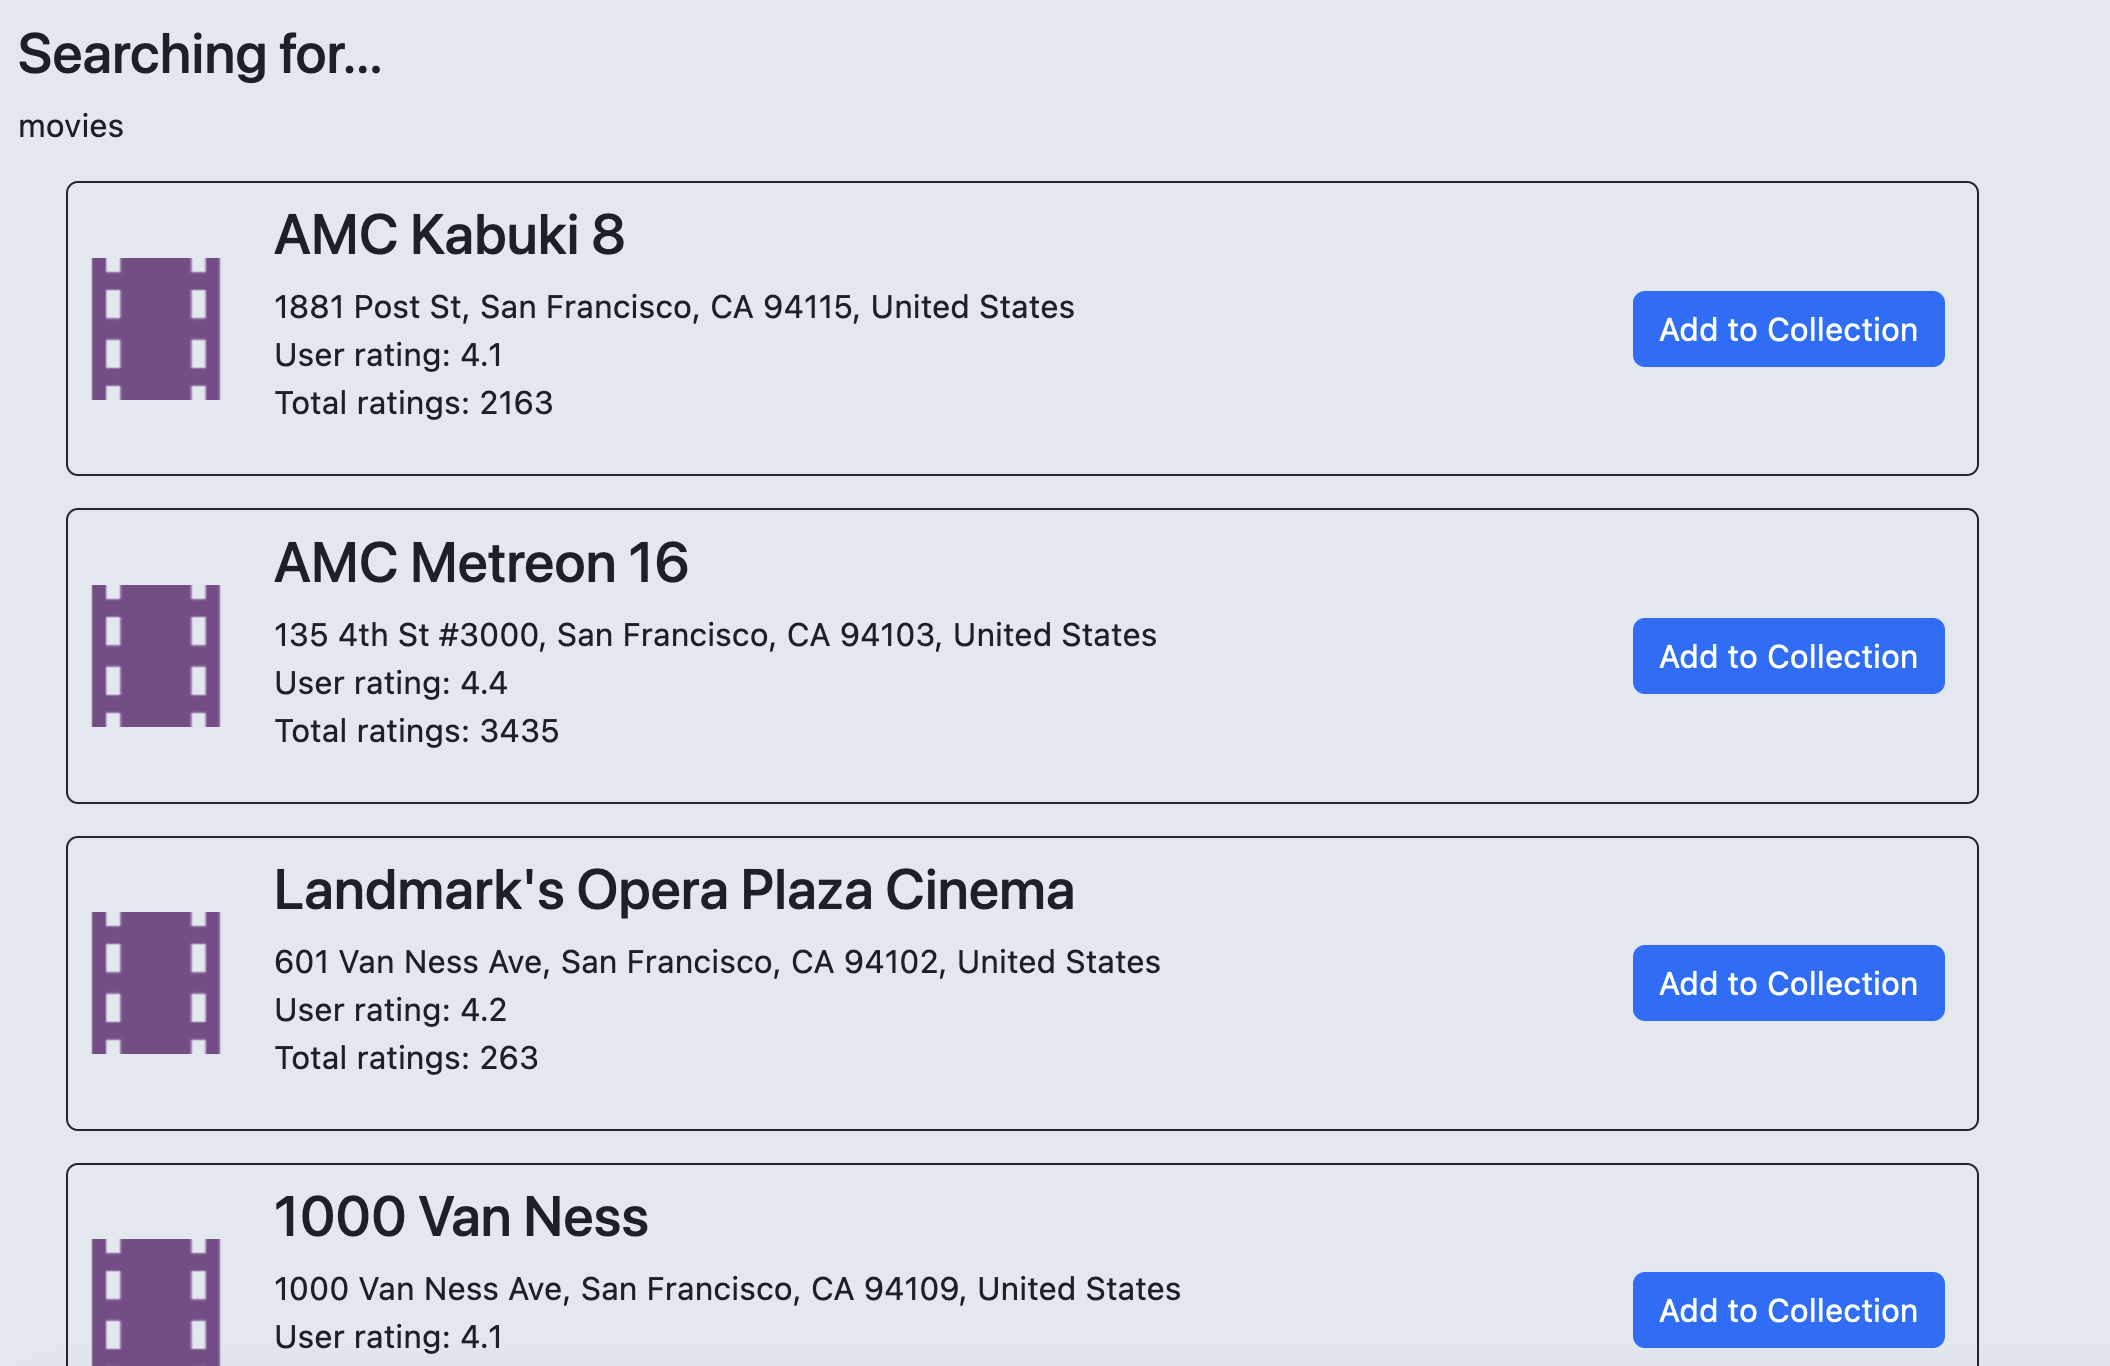 Searching for...
movies
AMC Kabuki 8
1881 Post St, San Francisco, CA 94115, United States
User rating: 4.1
Total ratings: 2163
Add to Collection
AMC Metreon 16
135 4th St #3000, San Francisco, CA 94103, United States
User rating: 4.4
Total ratings: 3435
Add to Collection
Landmark's Opera Plaza Cinema
601 Van Ness Ave, San Francisco, CA 94102, United States
User rating: 4.2
Total ratings: 263
Add to Collection
1000 Van Ness
1000 Van Ness Ave, San Francisco, CA 94109, United States
User rating: 4.1
Add to Collection